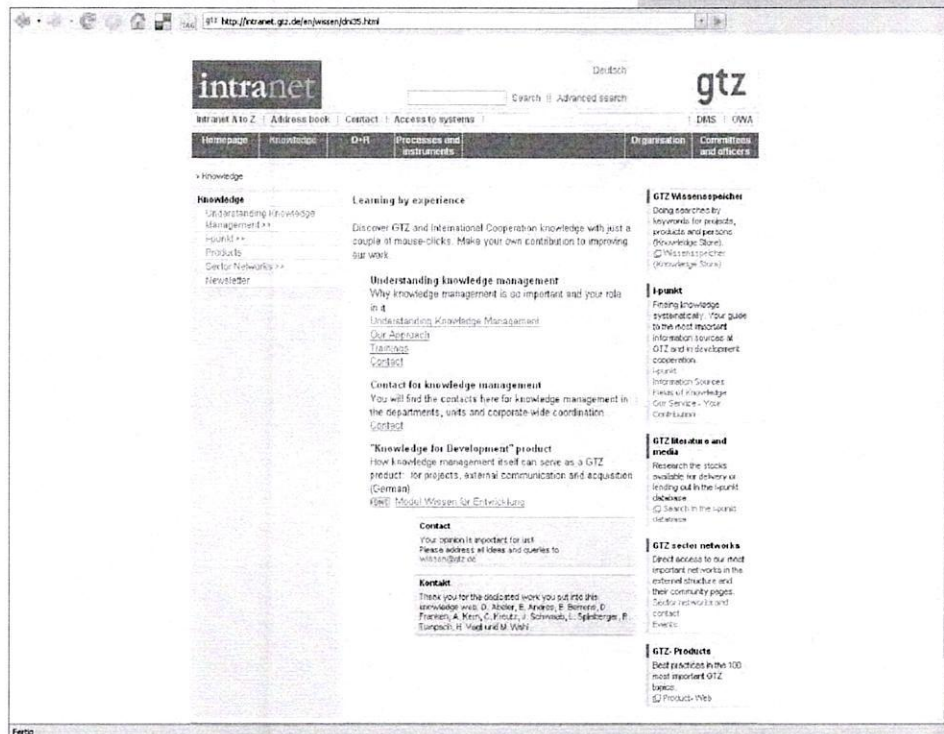 gtz http://intranet.gtz.de/en/wissen/dni35.html
intranet
Deutsch
Search || Advanced search
gtz
Intranet A to Z | Address book | Contact | Access to systems |
| DMS | OWA
Homepage
Knowledge
O+R
Processes and
instruments
Organisation
Committees
and officers
> Knowledge
Knowledge
Understanding Knowledge
Management >>
i-punkt >>
Products
Sector Networks >>
Newsletter
Learning by experience
Discover GTZ and International Cooperation knowledge with just a
couple of mouse-clicks. Make your own contribution to improving
our work.
Understanding knowledge management
Why knowledge management is so important and your role
in it
Understanding Knowledge Management
Our Approach
Trainings
Contact
Contact for knowledge management
You will find the contacts here for knowledge management in
the departments, units and corporate-wide coordination.
Contact
"Knowledge for Development" product
How knowledge management itself can serve as a GTZ
product: for projects, external communication and acquisition
(German)
Modul Wissen für Entwicklung
Contact
Your opinion is important for us!
Please address all ideas and queries to
wissen@gtz.de
Kontakt
Thank you for the dedicated work you put into this
knowledge web, D. E. Andres, B. D.
Franken, A. Kern, C. Kreutz, J. L. Spielberger, R.
H. Vogt und M. Wahl
GTZ Wissensspeicher
Doing searches by
keywords for projects,
products and persons
(Knowledge Store).
Wissensspeicher
(Knowledge Store)
i-punkt
Finding knowledge
systematically. Your guide
to the most important
information sources at
GTZ and in development
cooperation.
i-punkt
Information Sources
Fields of Knowledge
Our Service - Your
Contribution
GTZ literature and
media
Research the stocks
available for delivery or
lending out in the i-punkt
database
Search in the i-punkt
database
GTZ sector networks
Direct access to our most
important networks in the
external structure and
their community pages.
Sector networks and
contact
Events
GTZ- Products
Best practices in the 100
most important GTZ
topics.
Product- Web
Fertig